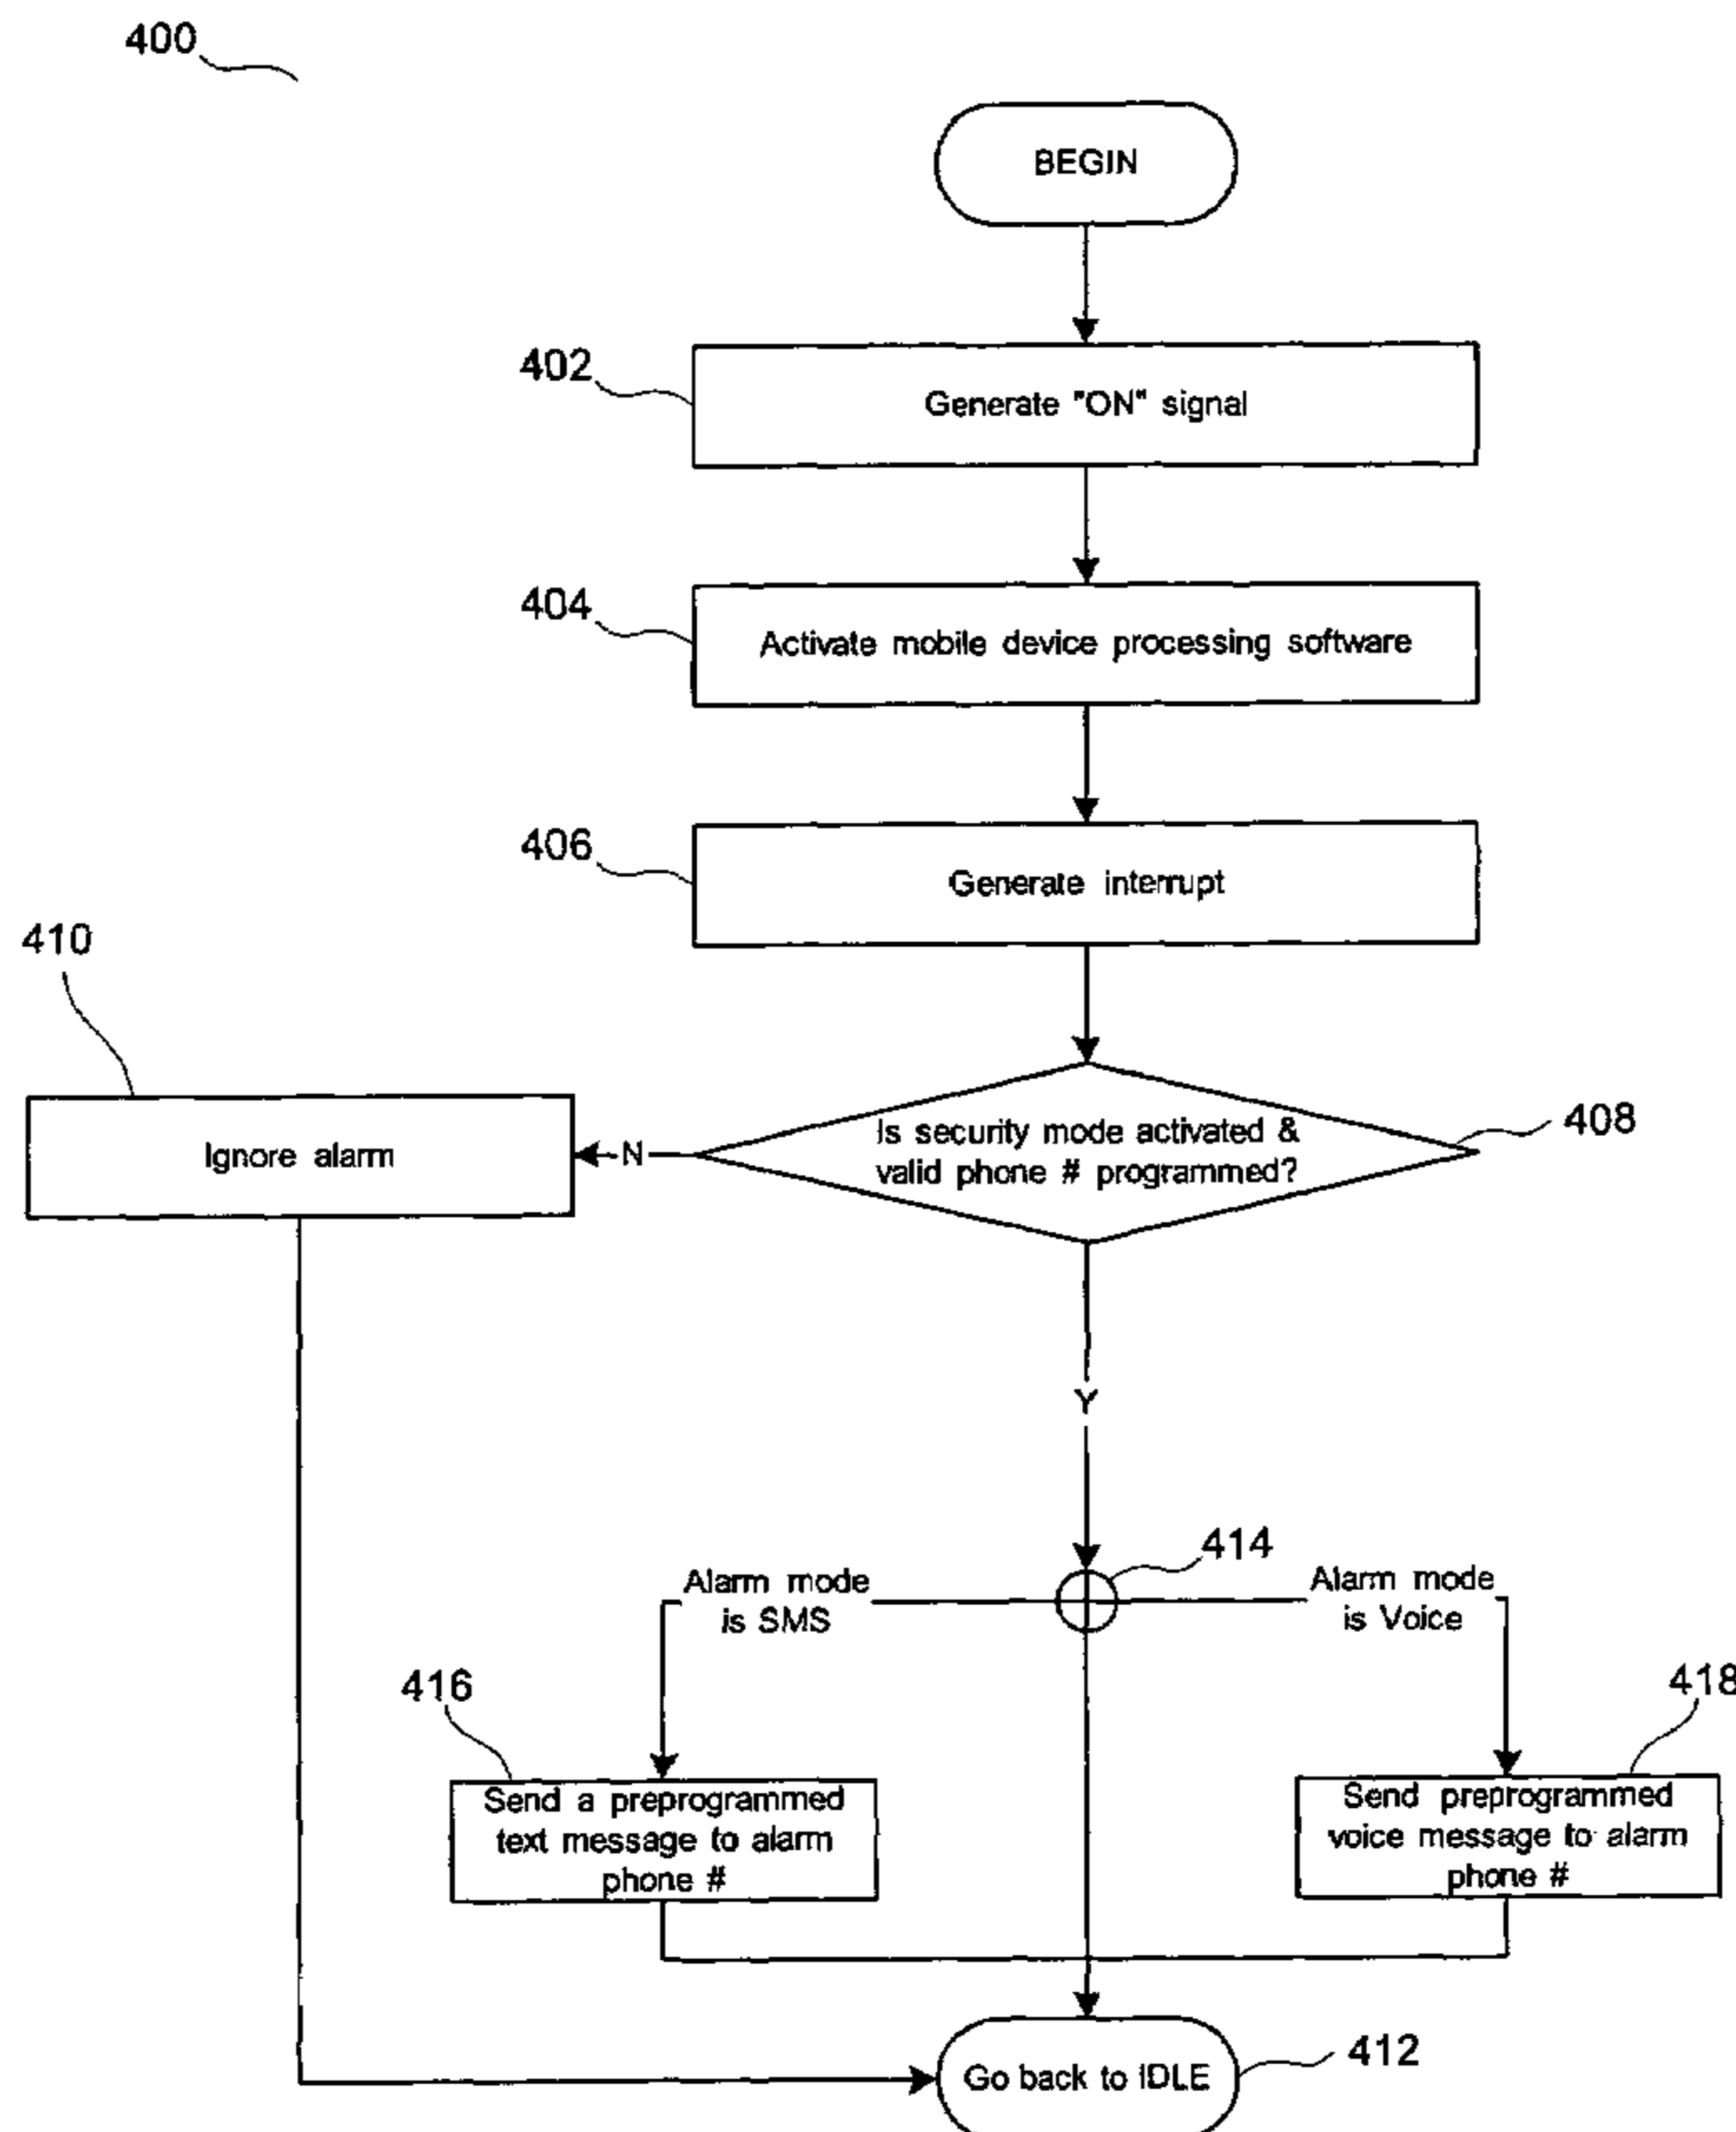 400
BEGIN
402
Generate "ON" signal
404
Activate mobile device processing software
406
Generate interrupt
410
Ignore alarm
N
Is security mode activated &
valid phone # programmed?
408
Y
414
Alarm mode
is SMS
Alarm mode
is Voice
416
418
Send a preprogrammed
text message to alarm
phone #
Send preprogrammed
voice message to alarm
phone #
Go back to IDLE
412